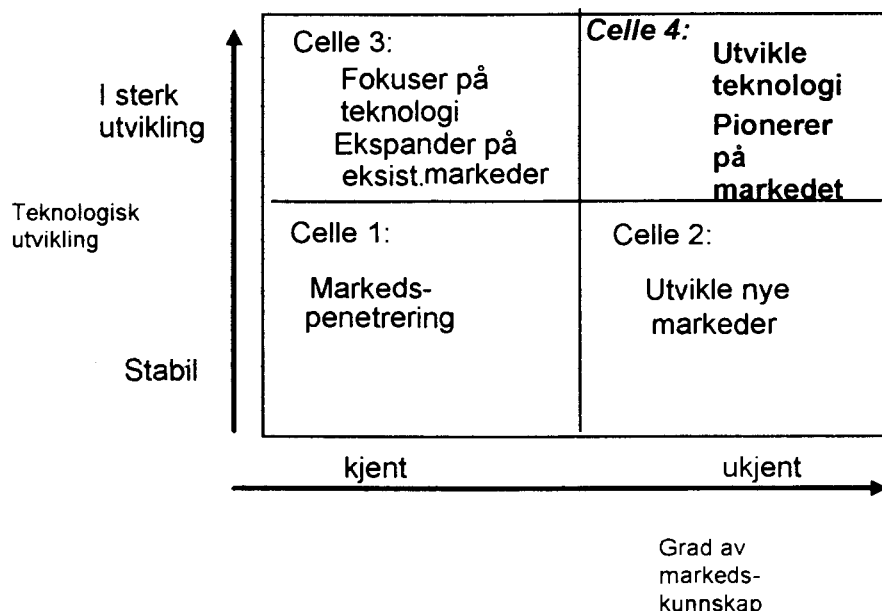 Celle 3:
Fokuser på
teknologi
Ekspander på
eksist.markeder
Celle 4:
Utvikle
teknologi
Pionerer
på
markedet
I sterk
utvikling
Teknologisk
utvikling
Stabil
Celle 1:
Markeds-
penetrering
Celle 2:
Utvikle nye
markeder
kjent
ukjent
Grad av
markeds-
kunnskap